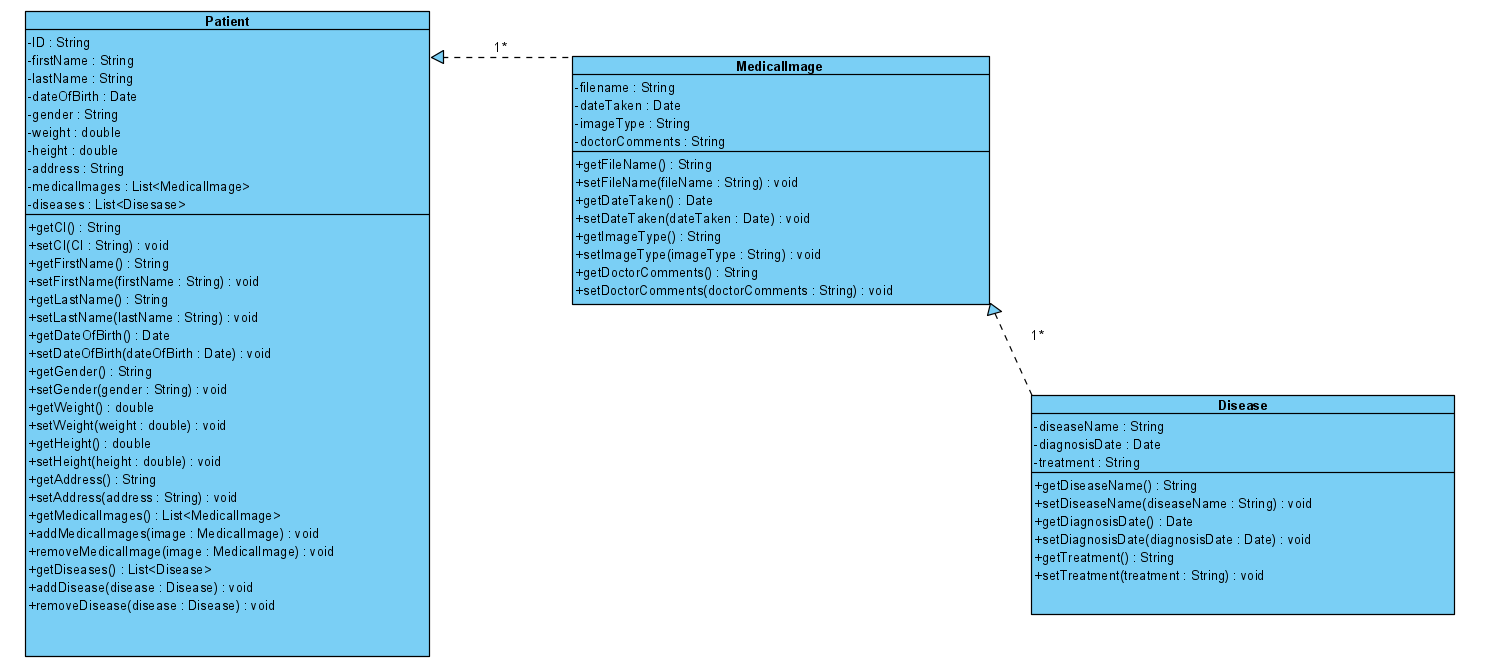 Patient
-ID : String
-firstName : String
-lastName : String
-dateOfBirth : Date
-gender : String
-weight : double
-height : double
-address : String
-medicalImages : List<MedicalImage>
-diseases : List<Disesase>
+getCI() : String
+setCI(CI : String) : void
+getFirstName() : String
+setFirstName(firstName : String) : void
+getLastName() : String
+setLastName(lastName : String) : void
+getDateOfBirth() : Date
+setDateOfBirth(dateOfBirth : Date) : void
+getGender() : String
+setGender(gender : String) : void
+getWeight() : double
+setWeight(weight : double) : void
+getHeight() : double
+setHeight(height : double) : void
+getAddress() : String
+setAddress(address : String) : void
+getMedicalImages() : List<MedicalImage>
+addMedicalImages(image : MedicalImage) : void
+removeMedicalImage(image : MedicalImage) : void
+getDiseases() : List<Disease>
+addDisease(disease : Disease) : void
+removeDisease(disease : Disease) : void
1*
MedicalImage
-filename : String
-dateTaken : Date
-imageType : String
-doctorComments : String
+getFileName() : String
+setFileName(fileName : String) : void
+getDateTaken() : Date
+setDateTaken(dateTaken : Date) : void
+getImageType() : String
+setImageType(imageType : String) : void
+getDoctorComments() : String
+setDoctorComments(doctorComments : String) : void
1*
Disease
-diseaseName : String
-diagnosisDate : Date
-treatment : String
+getDiseaseName() : String
+setDiseaseName(diseaseName : String) : void
+getDiagnosisDate() : Date
+setDiagnosisDate(diagnosisDate : Date) : void
+getTreatment() : String
+setTreatment(treatment : String) : void